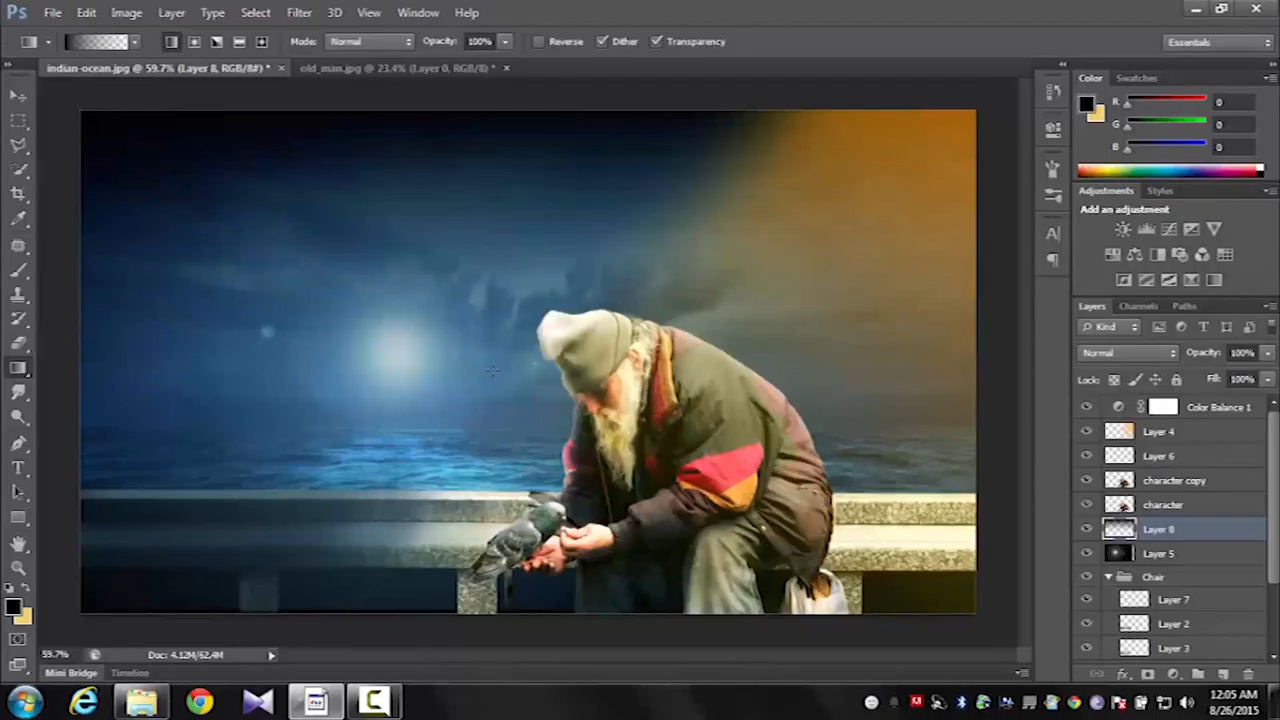 Ps File Edit Image Layer Type Select Filter 3D View Window Help
Mode: Normal Opacity: 100% Reverse Dither Transparency Essentials
indian-ocean.jpg @ 59.7% (Layer 8, RGB/8#) * × old_man.jpg @ 23.4% (Layer 0, RGB/8) * ×
Color Swatches
R 0
G 0
B 0
Adjustments Styles
Add an adjustment
Layers Channels Paths
Kind
Normal Opacity: 100%
Lock: Fill: 100%
Color Balance 1
Layer 4
Layer 6
character copy
character
Layer 8
Layer 5
Chair
Layer 7
Layer 2
Layer 3
59.7% Doc: 4.12M/62.4M
Mini Bridge Timeline
12:05 AM
8/26/2015